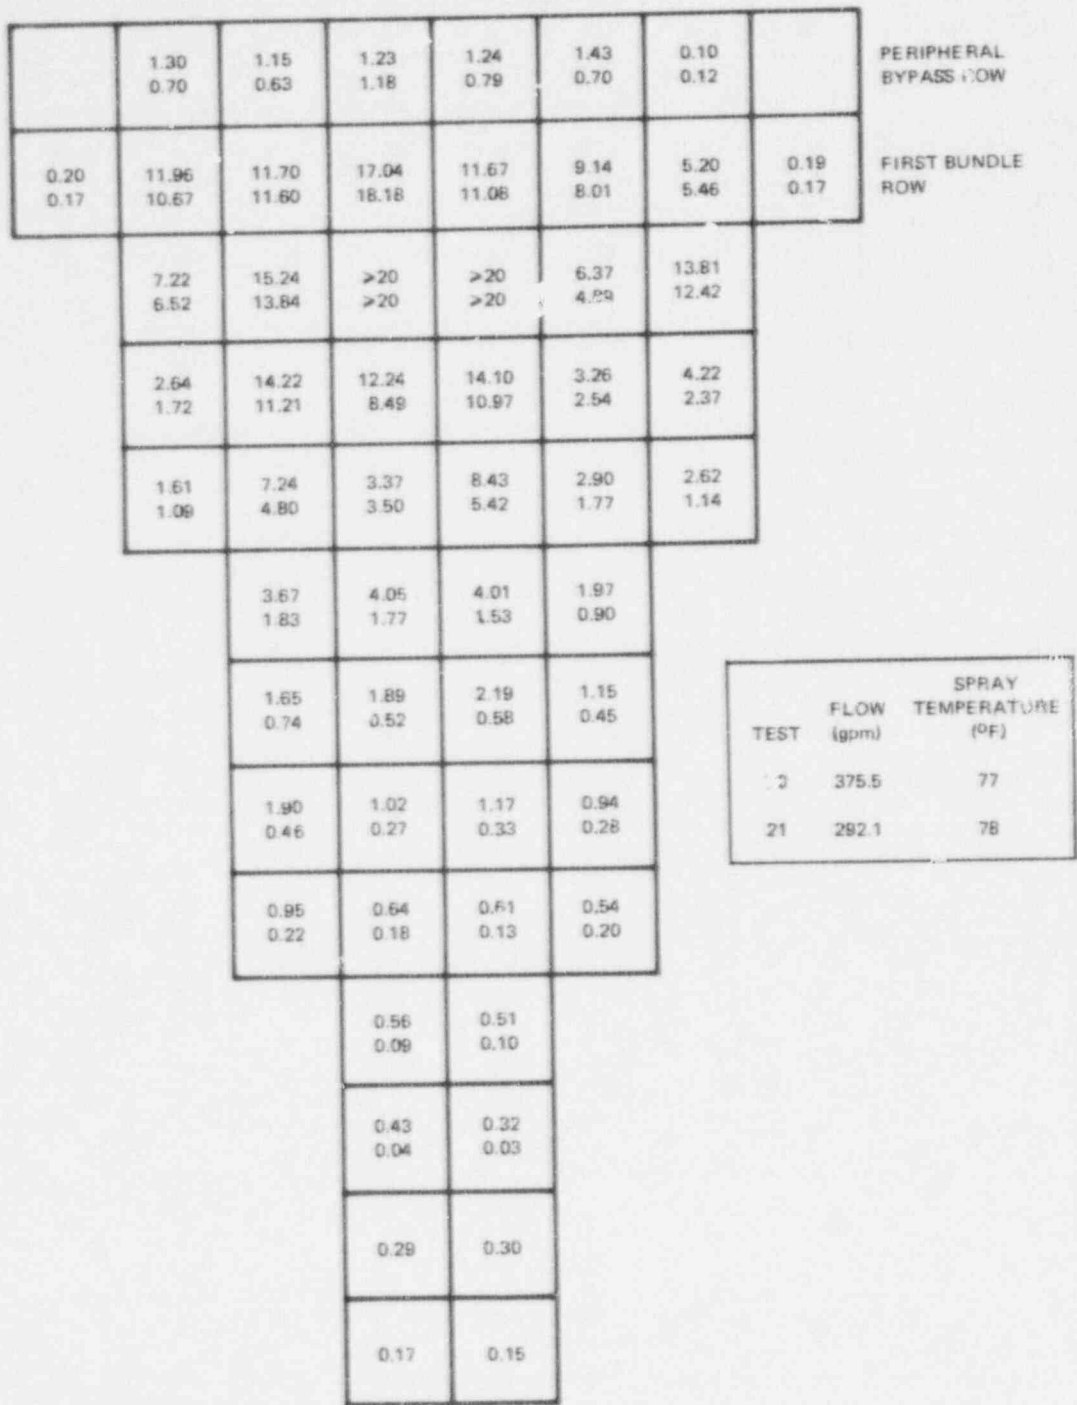 1.30 1.15 1.23 1.24 1.43 0.10 PERIPHERAL
0.70 0.63 1.18 0.79 0.70 0.12 BYPASS ROW
0.20 11.96 11.70 17.04 11.67 9.14 5.20 0.19 FIRST BUNDLE
0.17 10.67 11.60 18.18 11.08 8.01 5.46 0.17 ROW
7.22 15.24 ≥20 ≥20 6.37 13.81
6.52 13.84 ≥20 ≥20 12.42
2.64 14.22 12.24 14.10 3.26 4.22
1.72 11.21 8.49 10.97 2.54 2.37
1.61 7.24 3.37 8.43 2.90 2.62
1.09 4.80 3.50 5.42 1.77 1.14
3.67 4.05 4.01 1.97
1.83 1.77 1.53 0.90
1.65 1.89 2.19 1.15
0.74 0.52 0.58 0.45
1.90 1.02 1.17 0.94
0.46 0.27 0.33 0.28
0.95 0.64 0.61 0.54
0.22 0.18 0.13 0.20
0.56 0.51
0.09 0.10
0.43 0.32
0.04 0.03
0.29 0.30
0.17 0.15
SPRAY
FLOW TEMPERATURE
TEST (gpm) (°F)
375.5 77
21 292.1 78